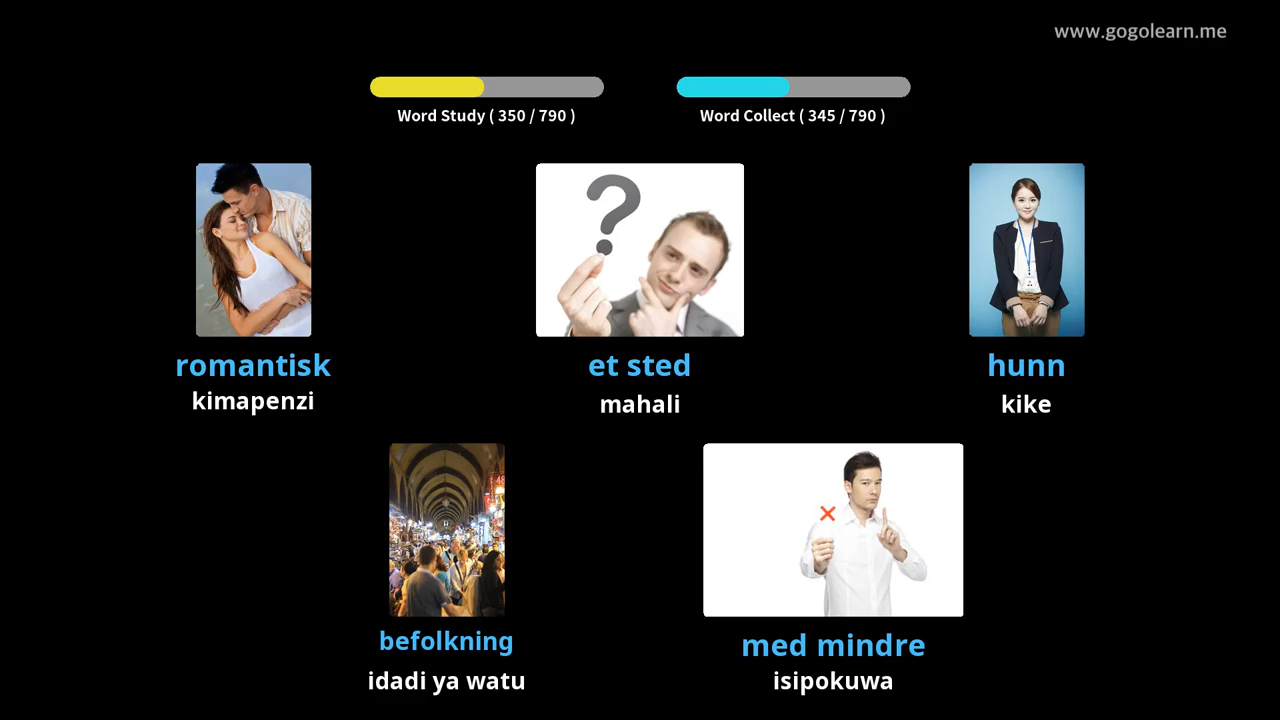 www.gogolearn.me
Word Study ( 350 / 790 )
Word Collect ( 345 / 790 )
?
romantisk
kimapenzi
et sted
mahali
hunn
kike
befolkning
idadi ya watu
med mindre
isipokuwa